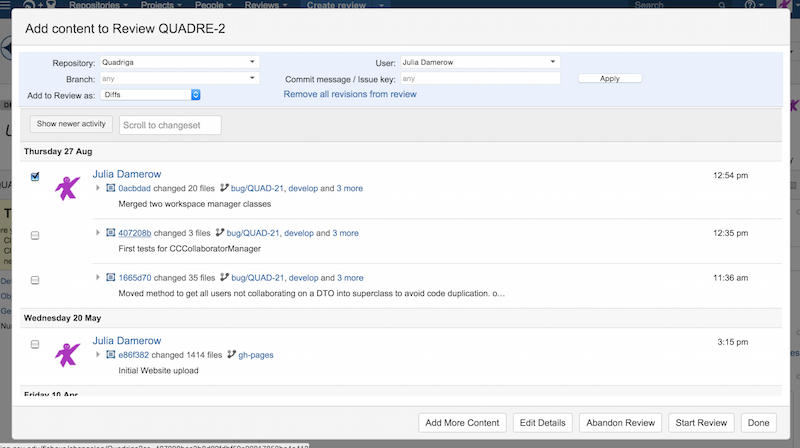 Repositories Projects People Reviews Create review Search
Add content to Review QUADRE-2
Repository: Quadriga User: Julia Damerow
Branch: any Commit message / Issue key: any Apply
Add to Review as: Diffs Remove all revisions from review
Show newer activity Scroll to changeset
Thursday 27 Aug
Julia Damerow 12:54 pm
0acbdad changed 20 files bug/QUAD-21, develop and 3 more
Merged two workspace manager classes
407208b changed 3 files bug/QUAD-21, develop and 3 more 12:35 pm
First tests for CCCollaboratorManager
1665d70 changed 35 files bug/QUAD-21, develop and 3 more 11:36 am
Moved method to get all users not collaborating on a DTO into superclass to avoid code duplication. o…
Wednesday 20 May
Julia Damerow 3:15 pm
e86f382 changed 1414 files gh-pages
Initial Website upload
Friday 10 Apr
Add More Content Edit Details Abandon Review Start Review Done